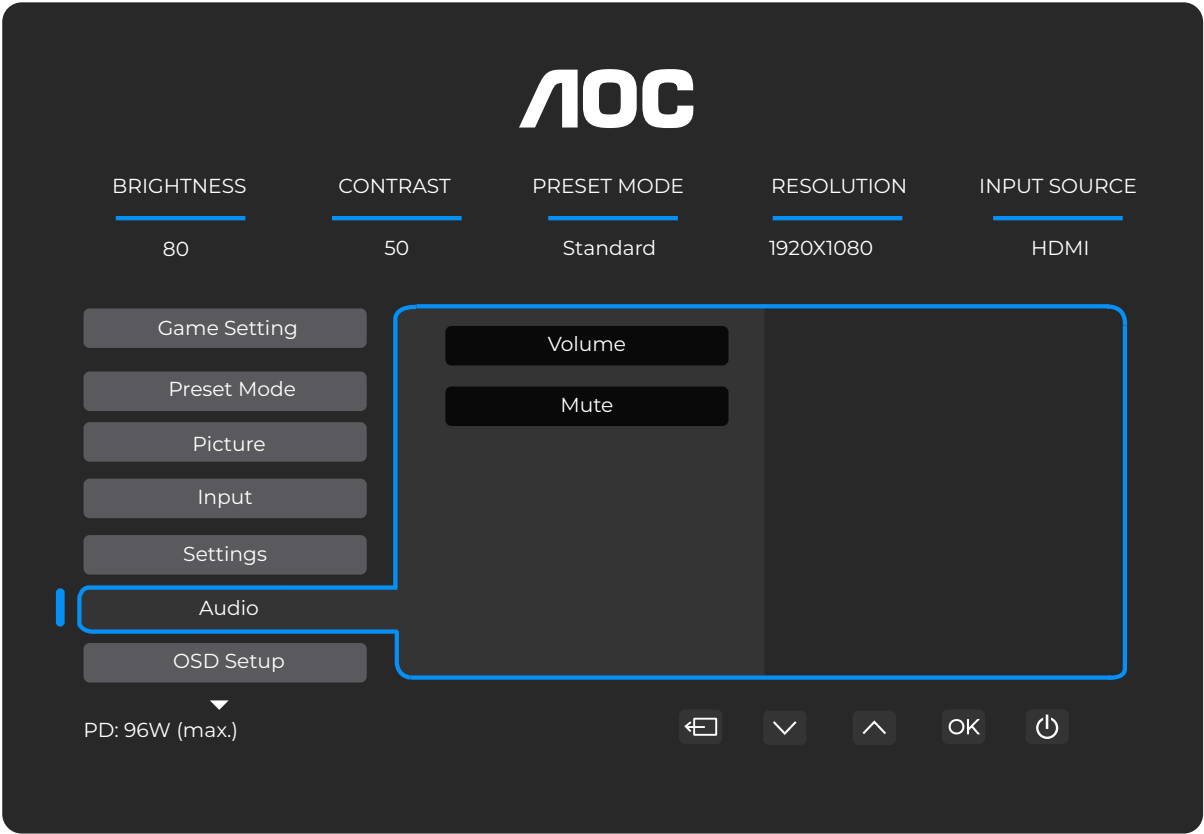 AOC
BRIGHTNESS CONTRAST PRESET MODE RESOLUTION INPUT SOURCE
80 50 Standard 1920X1080 HDMI
Game Setting
Volume
Preset Mode
Mute
Picture
Input
Settings
Audio
OSD Setup
PD: 96W (max.)
OK